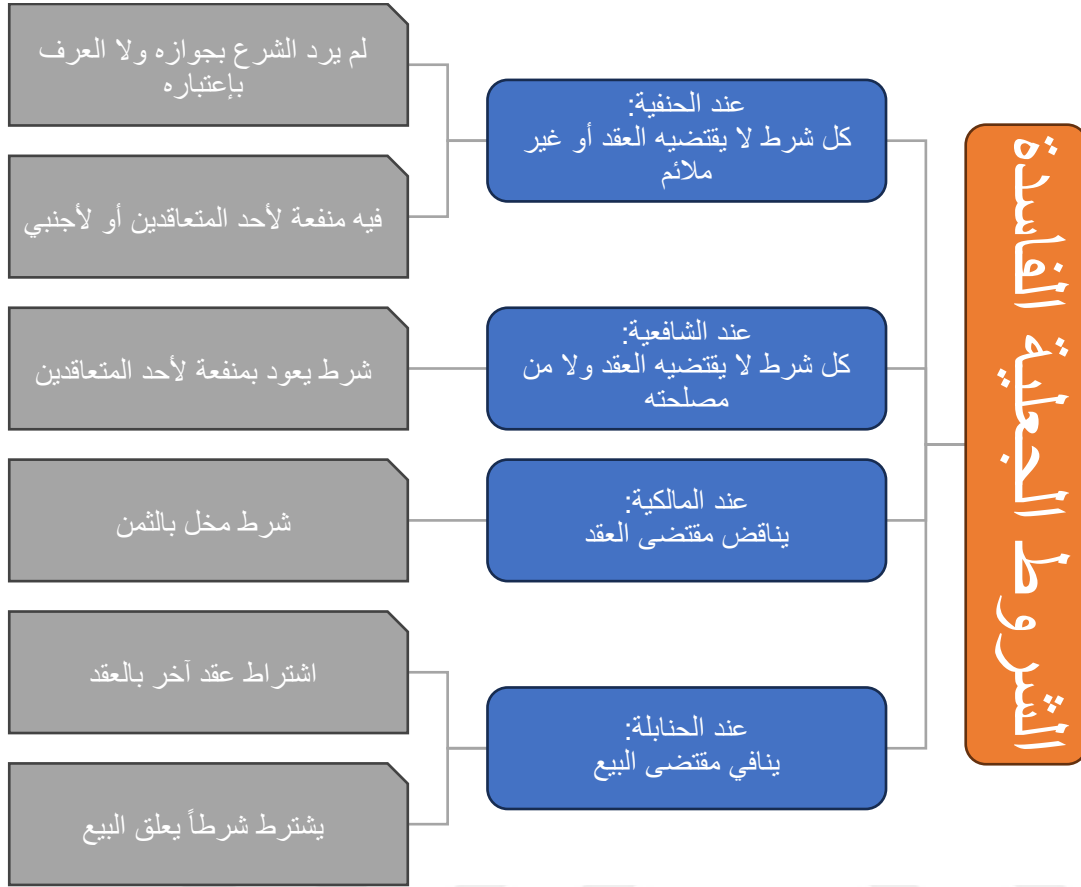 الشروط الجعلية الفاسدة
عند الحنفية:
كل شرط لا يقتضيه العقد أو غير
ملائم
لم يرد الشرع بجوازه ولا العرف
بإعتباره
فيه منفعة لأحد المتعاقدين أو لأجنبي
عند الشافعية:
كل شرط لا يقتضيه العقد ولا من
مصلحته
شرط يعود بمنفعة لأحد المتعاقدين
عند المالكية:
يناقض مقتضى العقد
شرط مخل بالثمن
عند الحنابلة:
ينافي مقتضى البيع
اشتراط عقد آخر بالعقد
يشترط شرطاً يعلق البيع